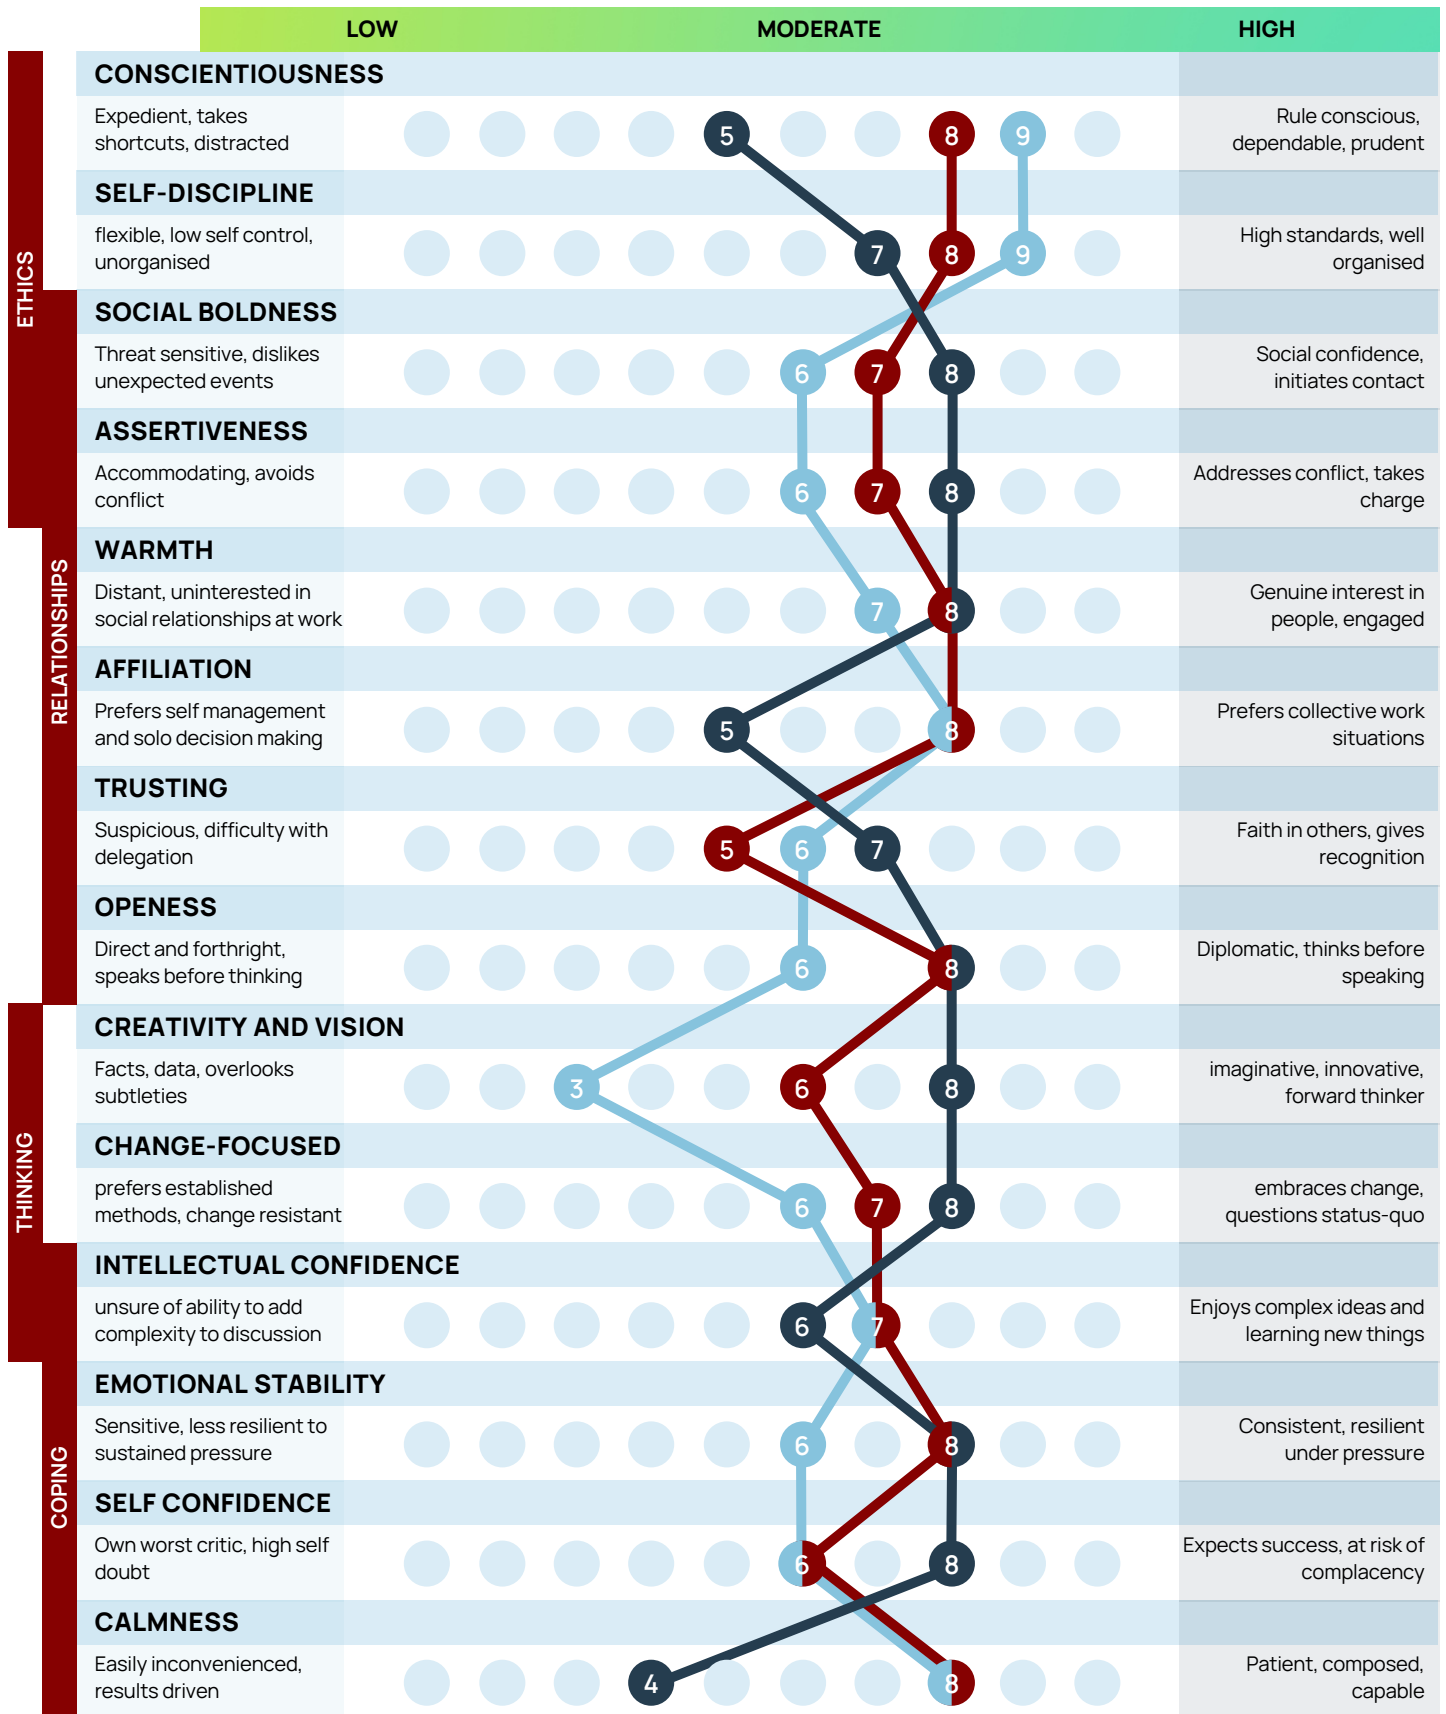 LOW MODERATE HIGH
ETHICS
RELATIONSHIPS
THINKING
COPING
CONSCIENTIOUSNESS
Expedient, takes
shortcuts, distracted
5 8 9
Rule conscious,
dependable, prudent
SELF-DISCIPLINE
flexible, low self control,
unorganised
7 8 9
High standards, well
organised
SOCIAL BOLDNESS
Threat sensitive, dislikes
unexpected events
6 7 8
Social confidence,
initiates contact
ASSERTIVENESS
Accommodating, avoids
conflict
6 7 8
Addresses conflict, takes
charge
WARMTH
Distant, uninterested in
social relationships at work
7 8
Genuine interest in
people, engaged
AFFILIATION
Prefers self management
and solo decision making
5 8
Prefers collective work
situations
TRUSTING
Suspicious, difficulty with
delegation
5 6 7
Faith in others, gives
recognition
OPENESS
Direct and forthright,
speaks before thinking
6 8
Diplomatic, thinks before
speaking
CREATIVITY AND VISION
Facts, data, overlooks
subtleties
3 6 8
imaginative, innovative,
forward thinker
CHANGE-FOCUSED
prefers established
methods, change resistant
6 7 8
embraces change,
questions status-quo
INTELLECTUAL CONFIDENCE
unsure of ability to add
complexity to discussion
6 7
Enjoys complex ideas and
learning new things
EMOTIONAL STABILITY
Sensitive, less resilient to
sustained pressure
6 8
Consistent, resilient
under pressure
SELF CONFIDENCE
Own worst critic, high self
doubt
6 8
Expects success, at risk of
complacency
CALMNESS
Easily inconvenienced,
results driven
4 8
Patient, composed,
capable